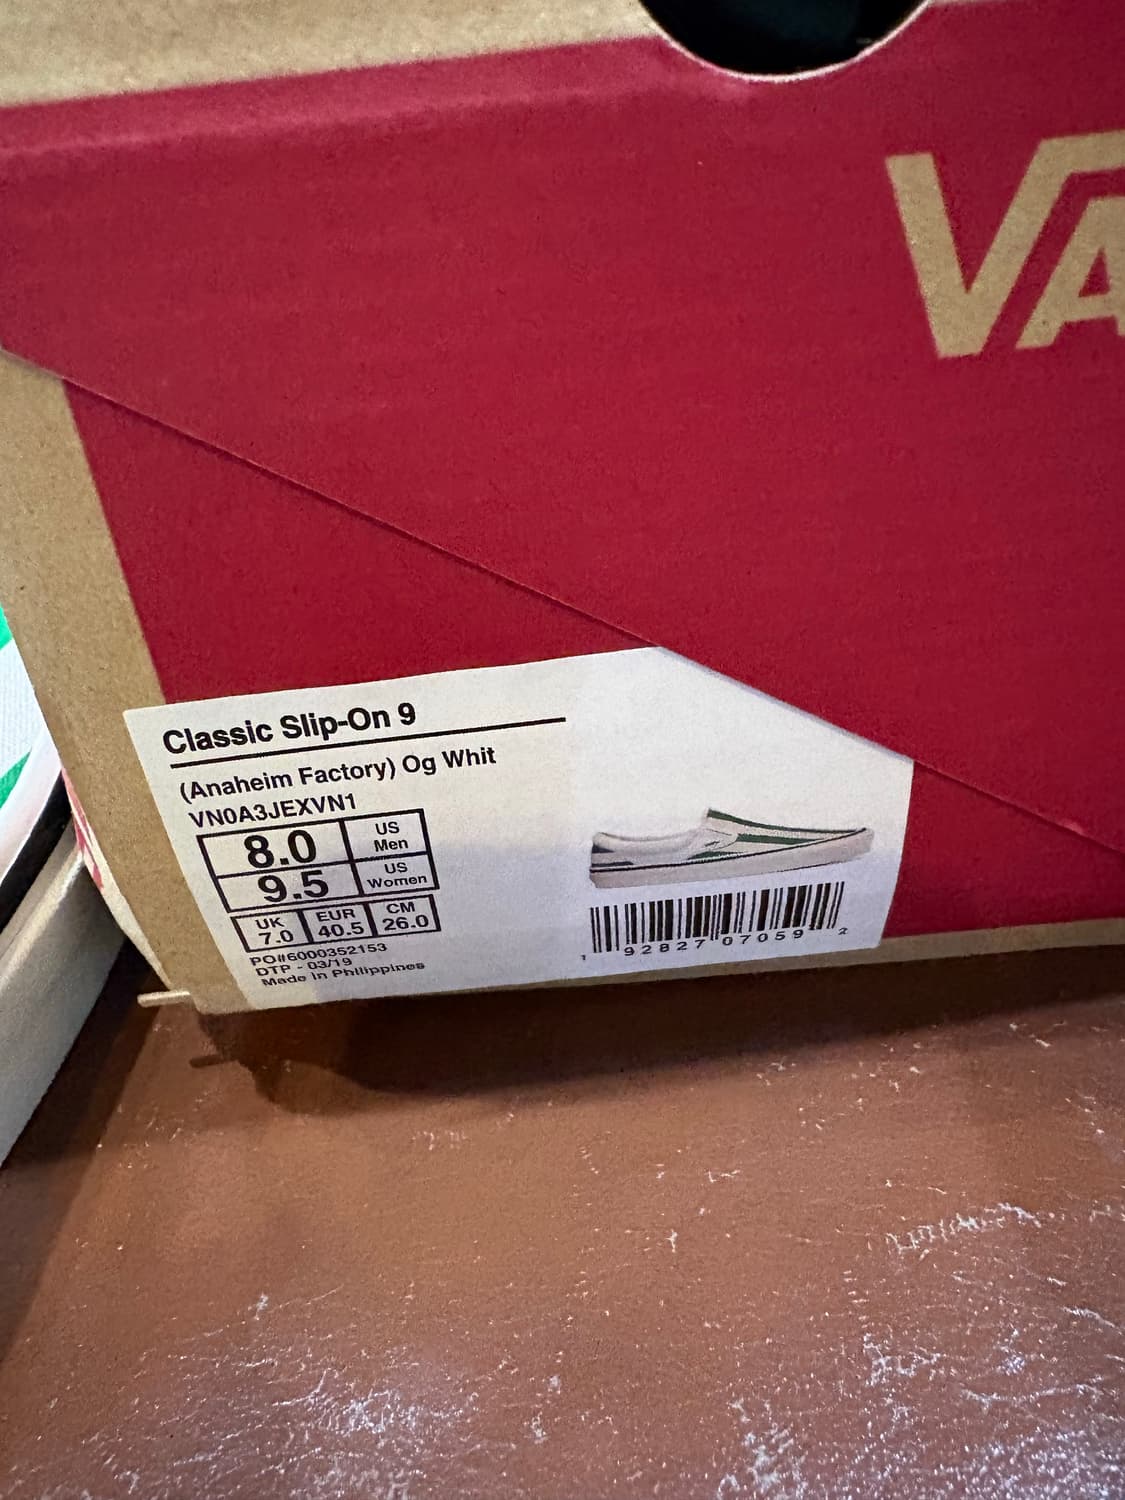 VA
Classic Slip-On 9
(Anaheim Factory) Og Whit
VN0A3JEXVN1
8.0 US Men
9.5 US Women
UK 7.0 EUR 40.5 CM 26.0
PO#6000352153
DTP - 03/19
Made in Philippines
1 92827 07059 2